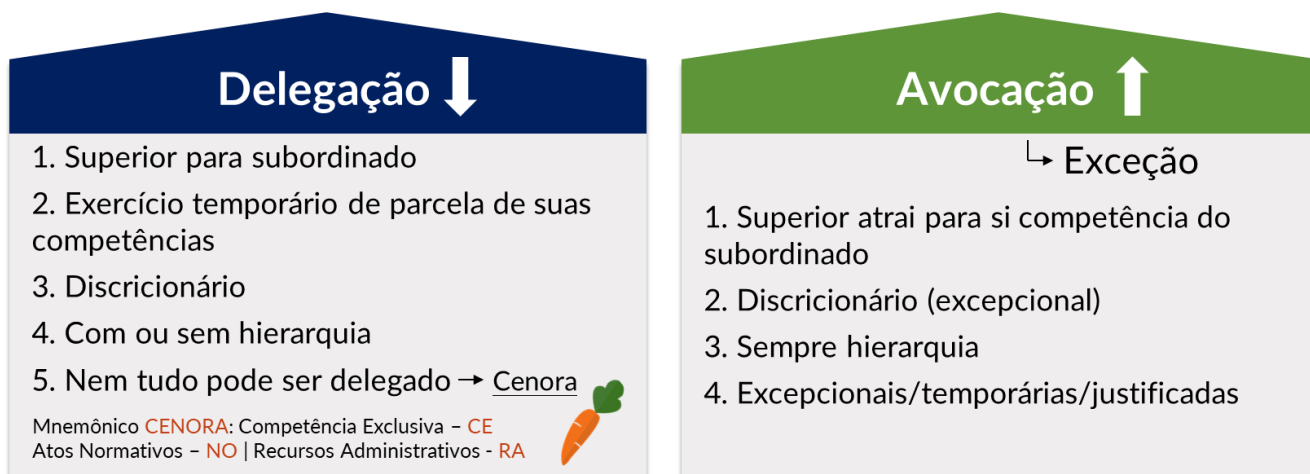 Delegação
1. Superior para subordinado
2. Exercício temporário de parcela de suas
competências
3. Discricionário
4. Com ou sem hierarquia
5. Nem tudo pode ser delegado → Cenora
Mnemônico CENORA: Competência Exclusiva – CE
Atos Normativos – NO | Recursos Administrativos - RA
Avocação
Exceção
1. Superior atrai para si competência do
subordinado
2. Discricionário (excepcional)
3. Sempre hierarquia
4. Excepcionais/temporárias/justificadas